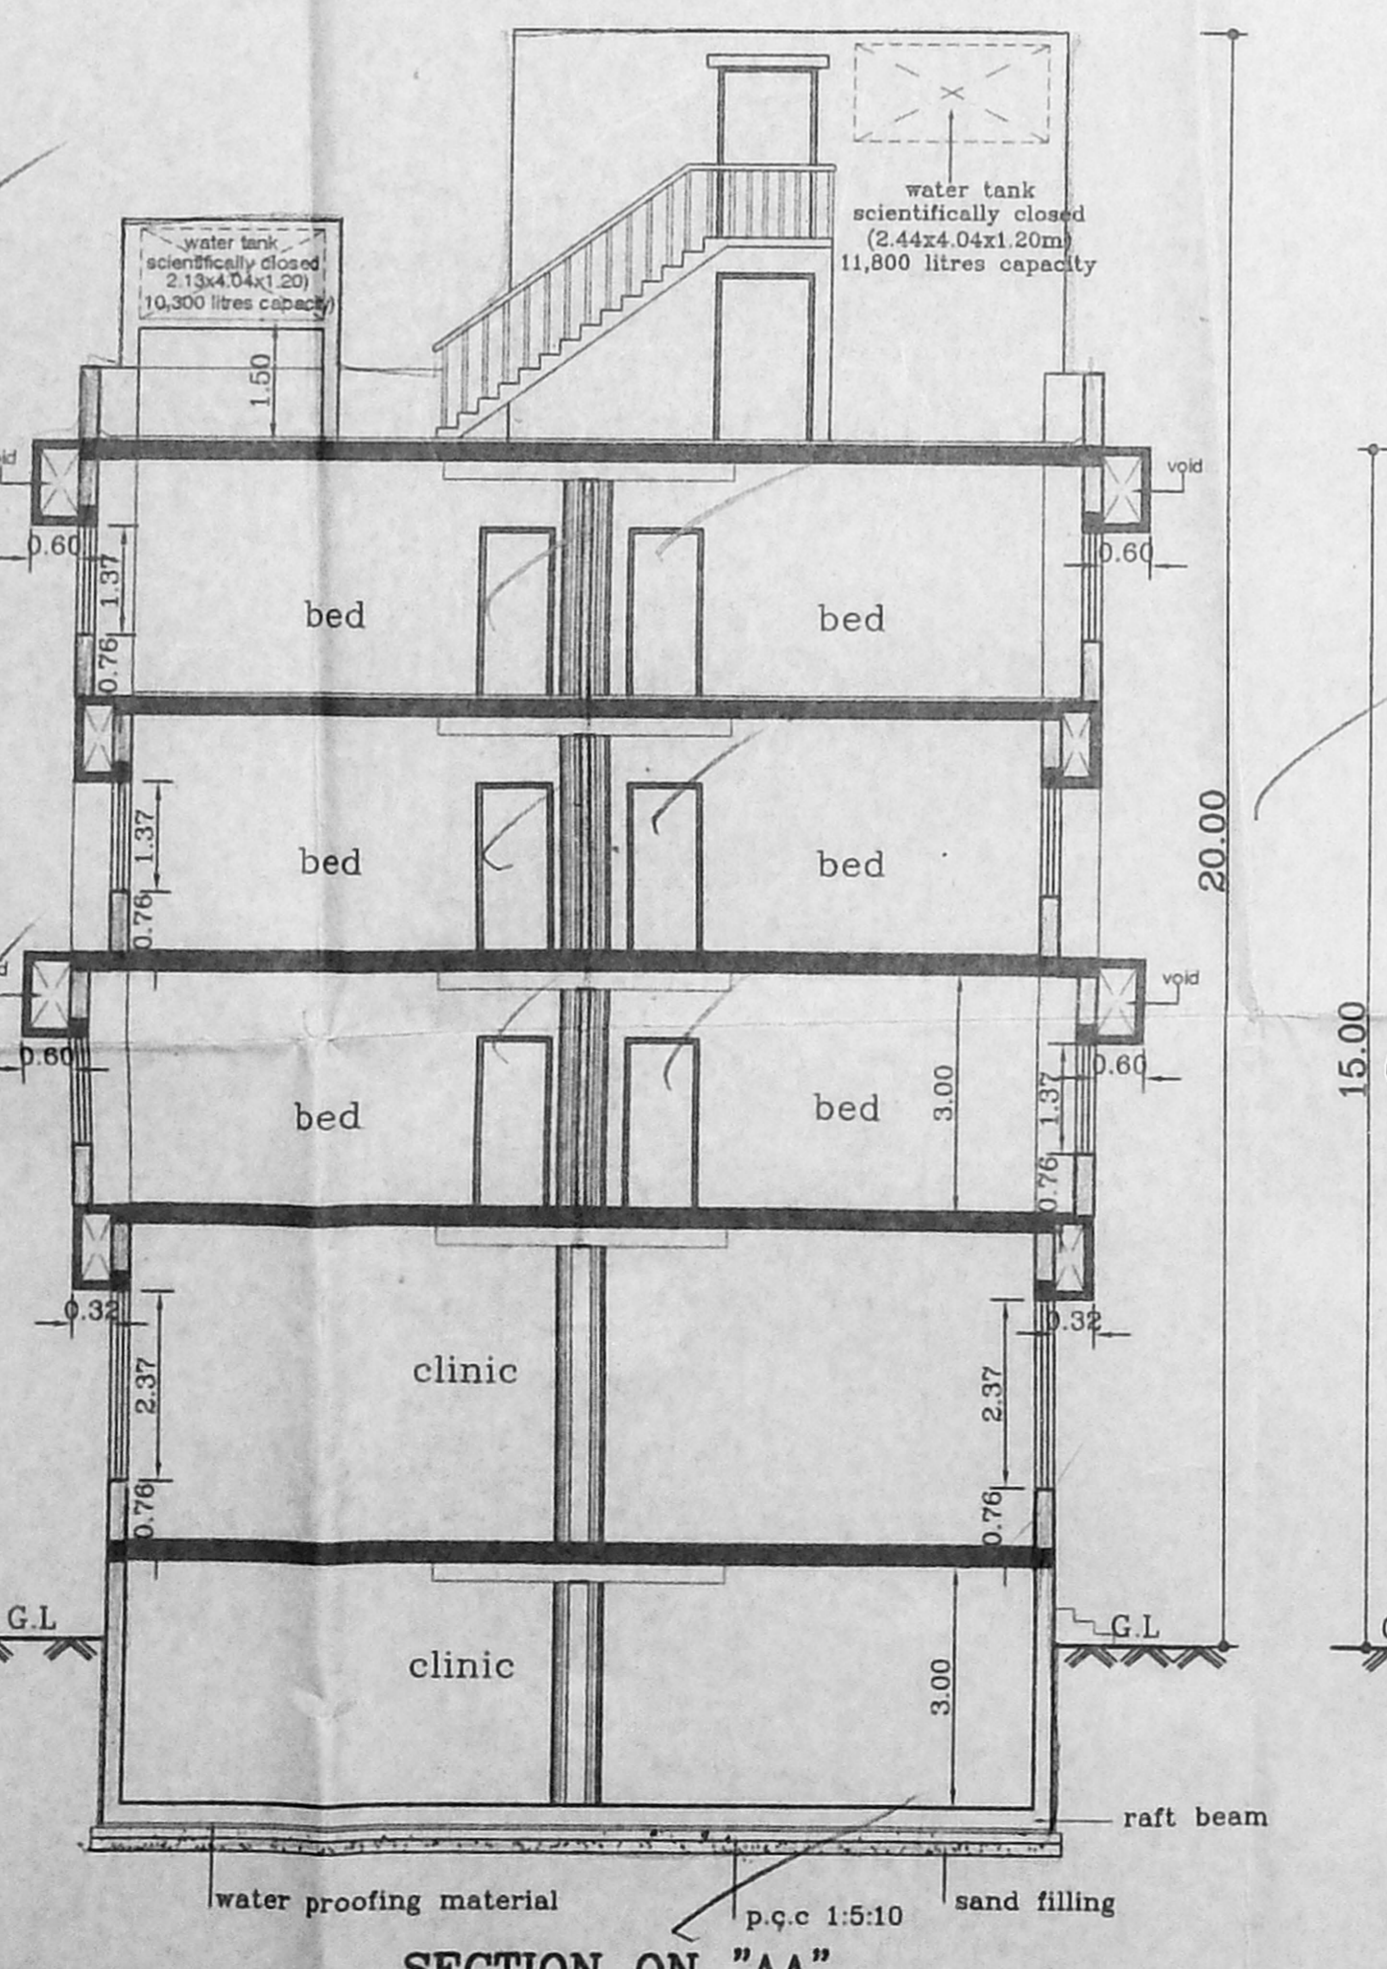 water tank
scientifically closed
(2.44x4.04x1.20m)
11,800 litres capacity
water tank
scientifically closed
2.13x4.04x1.20)
10,300 litres capacity)
1.50
void
0.60
0.60
1.37
0.76
bed
bed
1.37
0.76
bed
bed
20.00
void
0.60
0.60
15.00
bed
bed
3.00
1.37
0.76
0.32
0.32
2.37
0.76
clinic
2.37
0.76
G.L
G.L
clinic
3.00
raft beam
water proofing material
p.c.c 1:5:10
sand filling
SECTION ON "AA"